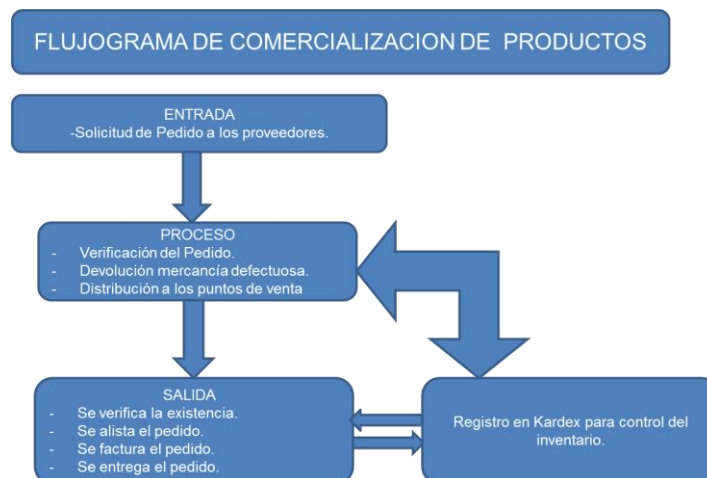 FLUJOGRAMA DE COMERCIALIZACION DE PRODUCTOS
ENTRADA
-Solicitud de Pedido a los proveedores.
PROCESO
- Verificación del Pedido.
- Devolución mercancía defectuosa.
- Distribución a los puntos de venta
SALIDA
- Se verifica la existencia.
- Se alista el pedido.
- Se factura el pedido.
- Se entrega el pedido.
Registro en Kardex para control del
inventario.